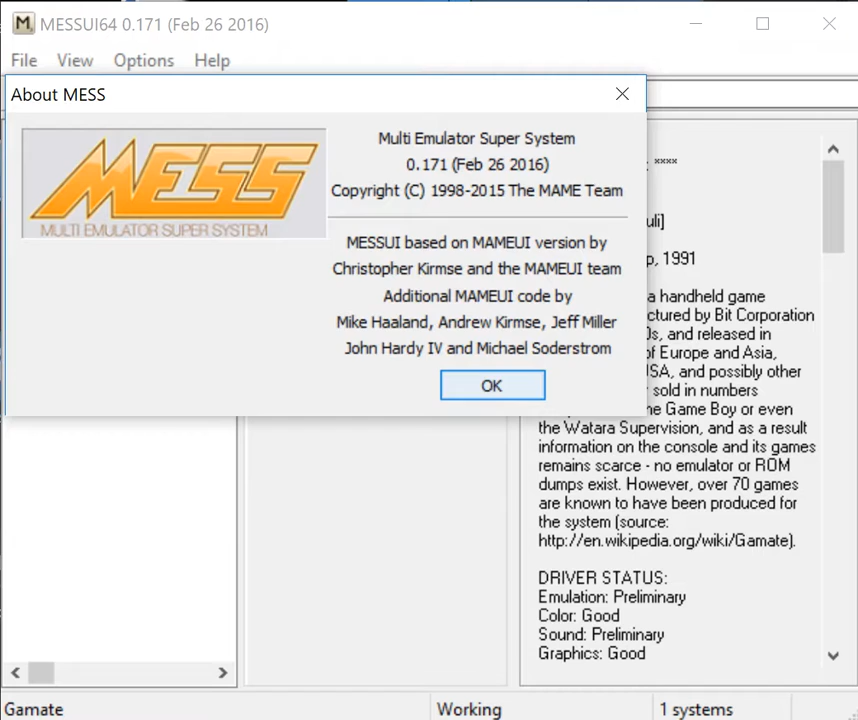 MESSUI64 0.171 (Feb 26 2016)
File View Options Help
About MESS
MESS
MULTI EMULATOR SUPER SYSTEM
Multi Emulator Super System
0.171 (Feb 26 2016)
Copyright (C) 1998-2015 The MAME Team
MESSUI based on MAMEUI version by
Christopher Kirmse and the MAMEUI team
Additional MAMEUI code by
Mike Haaland, Andrew Kirmse, Jeff Miller
John Hardy IV and Michael Soderstrom
OK
: ****
uli]
p, 1991
a handheld game
ctured by Bit Corporation
0s, and released in
of Europe and Asia,
USA, and possibly other
sold in numbers
ne Game Boy or even
the Watara Supervision, and as a result
information on the console and its games
remains scarce - no emulator or ROM
dumps exist. However, over 70 games
are known to have been produced for
the system (source:
http://en.wikipedia.org/wiki/Gamate).
DRIVER STATUS:
Emulation: Preliminary
Color: Good
Sound: Preliminary
Graphics: Good
Gamate
Working
1 systems